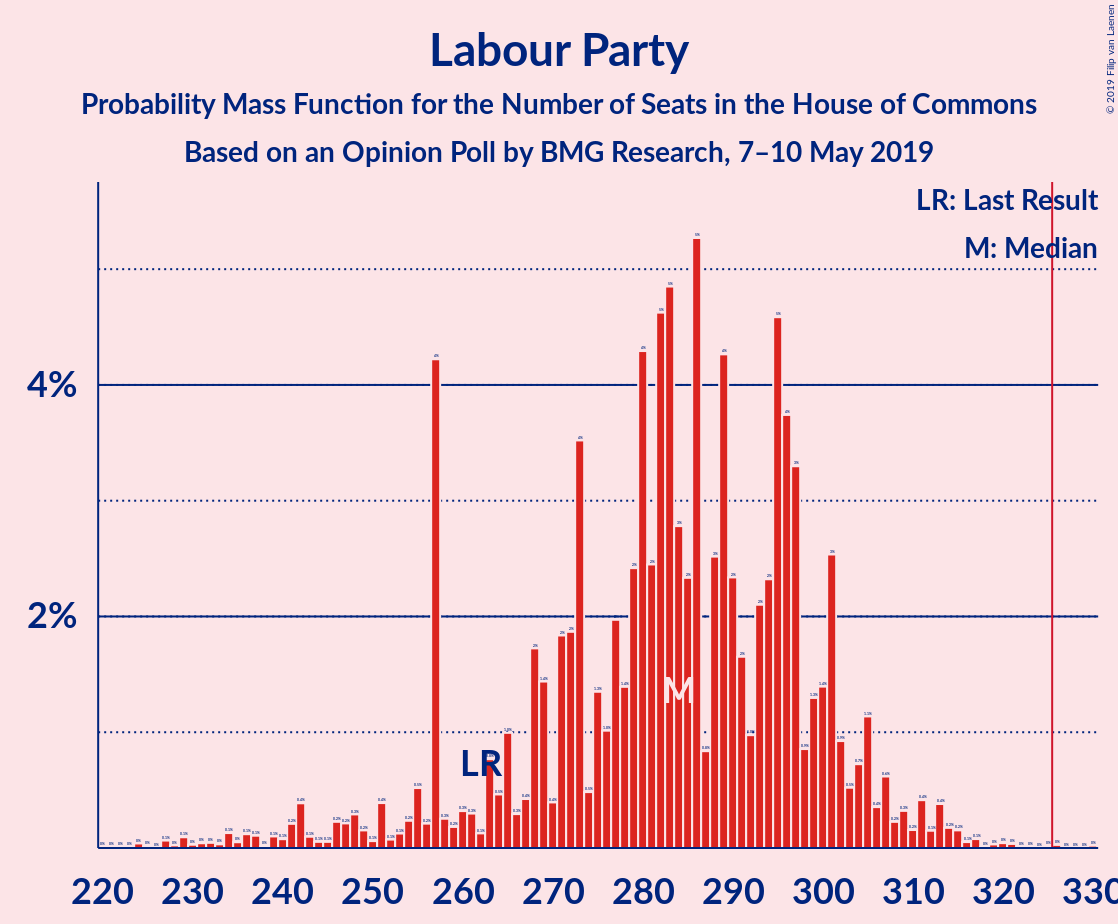 Labour Party
Probability Mass Function for the Number of Seats in the House of Commons
Based on an Opinion Poll by BMG Research, 7–10 May 2019
© 2019 Filip van Laenen
LR: Last Result
M: Median
4%
2%
M
LR
220 230 240 250 260 270 280 290 300 310 320 330